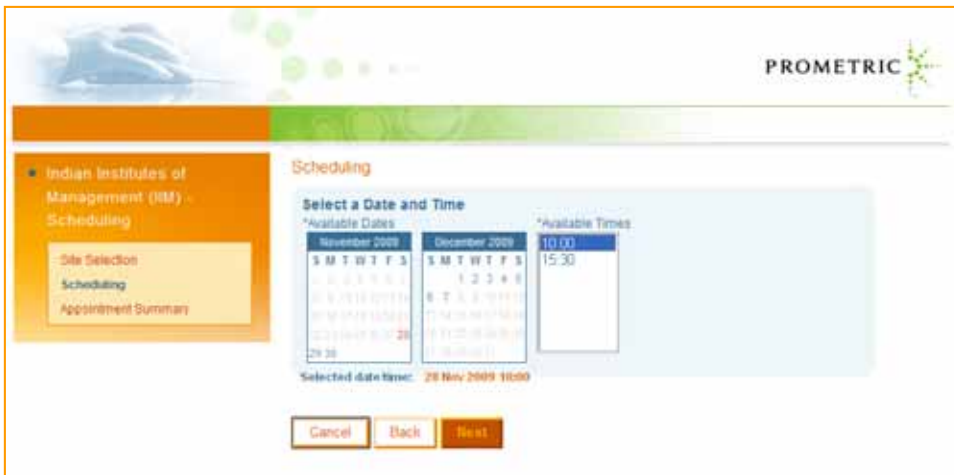 PROMETRIC
Indian Institutes of
Management (IIM) -
Scheduling
Site Selection
Scheduling
Appointment Summary
Scheduling
Select a Date and Time
*Available Dates
*Available Times
November 2009
December 2009
S M T W T F S
S M T W T F S
1 2 3 4 5
6 7
28
29 30
10:00
15:30
Selected date time: 28 Nov 2009 10:00
Cancel
Back
Next